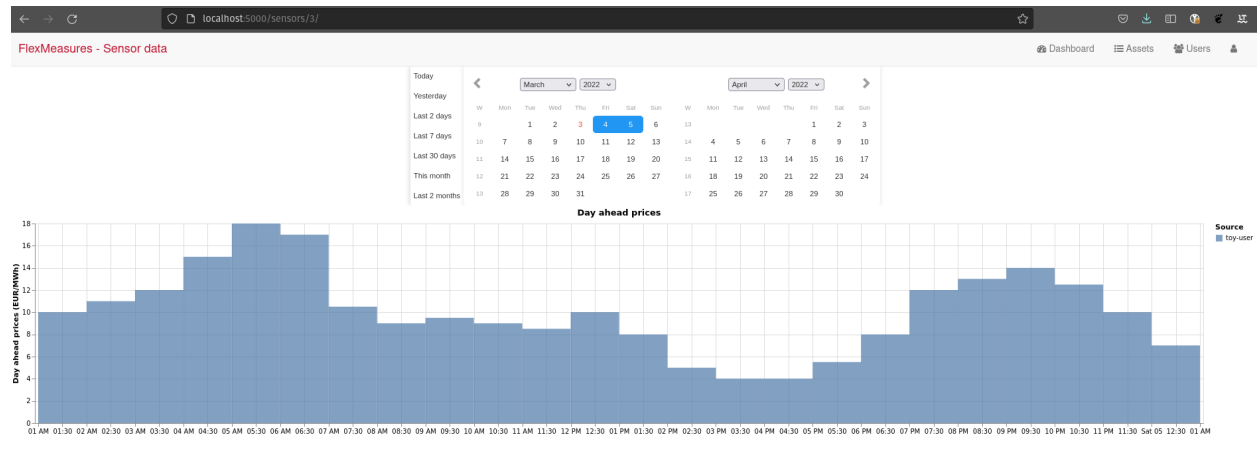 localhost:5000/sensors/3/
FlexMeasures - Sensor data Dashboard Assets Users
Today
Yesterday
Last 2 days
Last 7 days
Last 30 days
This month
Last 2 months
March 2022
W Mon Tue Wed Thu Fri Sat Sun
9 1 2 3 4 5 6
10 7 8 9 10 11 12 13
11 14 15 16 17 18 19 20
12 21 22 23 24 25 26 27
13 28 29 30 31
April 2022
W Mon Tue Wed Thu Fri Sat Sun
13 1 2 3
14 4 5 6 7 8 9 10
15 11 12 13 14 15 16 17
16 18 19 20 21 22 23 24
17 25 26 27 28 29 30
Day ahead prices
Day ahead prices (EUR/MWh)
18
16
14
12
10
8
6
4
2
0
01 AM 01:30 02 AM 02:30 03 AM 03:30 04 AM 04:30 05 AM 05:30 06 AM 06:30 07 AM 07:30 08 AM 08:30 09 AM 09:30 10 AM 10:30 11 AM 11:30 12 PM 12:30 01 PM 01:30 02 PM 02:30 03 PM 03:30 04 PM 04:30 05 PM 05:30 06 PM 06:30 07 PM 07:30 08 PM 08:30 09 PM 09:30 10 PM 10:30 11 PM 11:30 Sat 05 12:30 01 AM
Source
toy-user